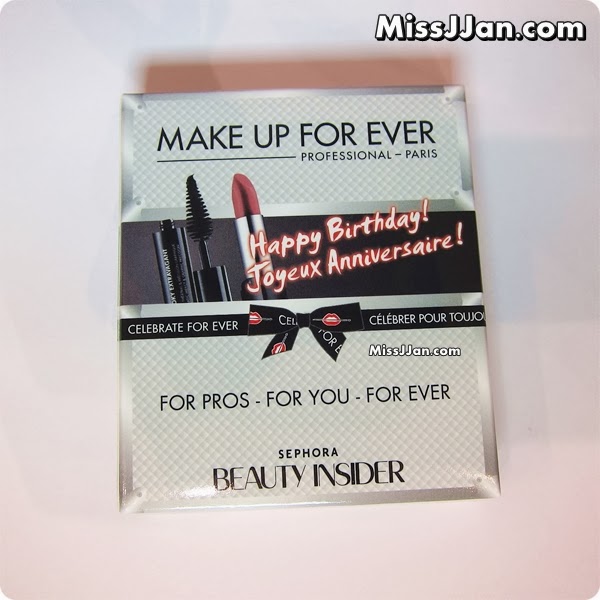 MissJJan.com
MAKE UP FOR EVER
PROFESSIONAL – PARIS
Happy Birthday!
Joyeux Anniversaire!
CELEBRATE FOR EVER
CÉLÉBRER POUR TOUJOU
MissJJan.com
FOR PROS - FOR YOU - FOR EVER
SEPHORA
BEAUTY INSIDER